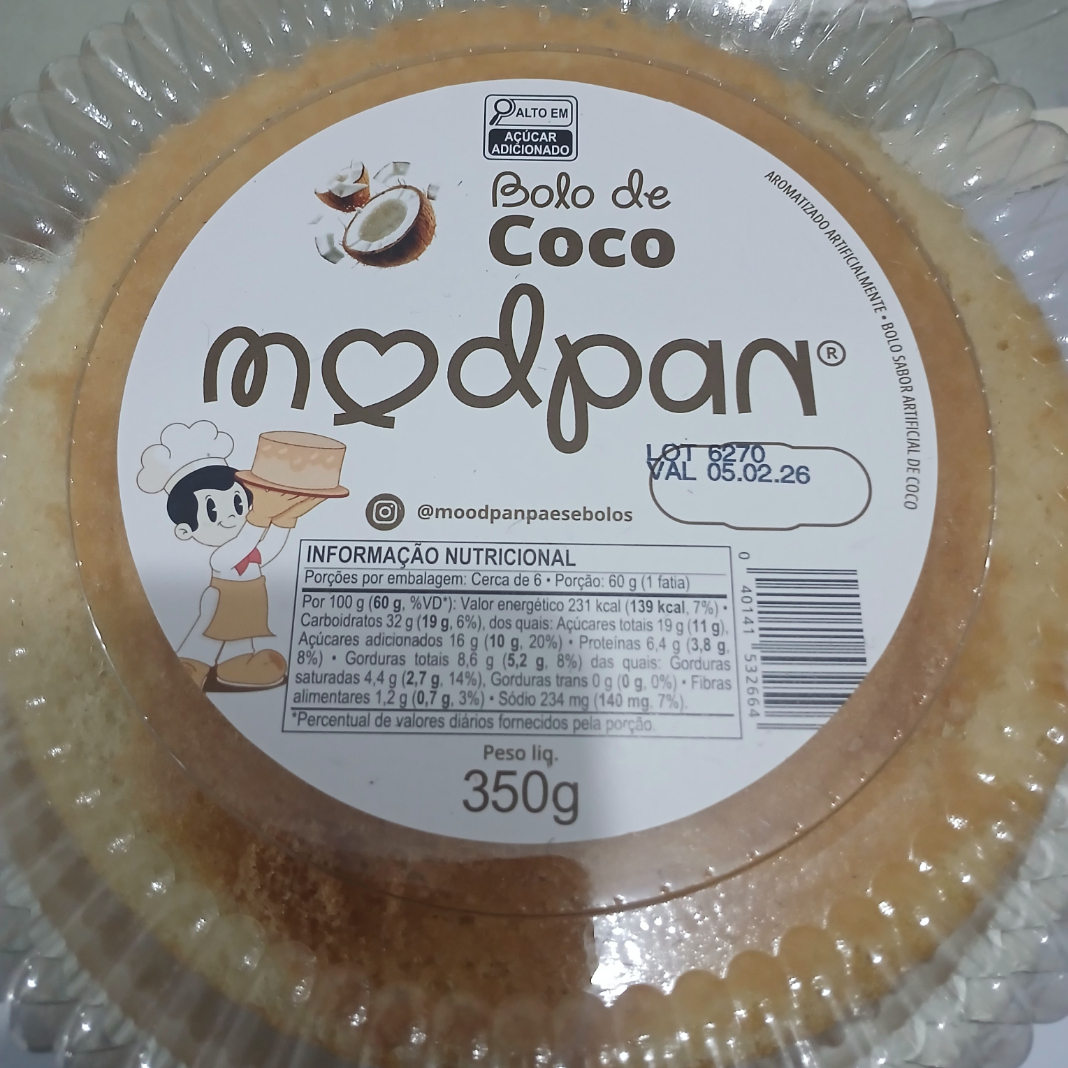 ALTO EM
AÇÚCAR
ADICIONADO
Bolo de
Coco
modpan®
AROMATIZADO ARTIFICIALMENTE • BOLO SABOR ARTIFICIAL DE COCO
LOT 6270
VAL 05.02.26
@moodpanpaesebolos
INFORMAÇÃO NUTRICIONAL
Porções por embalagem: Cerca de 6 • Porção: 60 g (1 fatia)
Por 100 g (60 g, %VD*): Valor energético 231 kcal (139 kcal, 7%) •
Carboidratos 32 g (19 g, 6%), dos quais: Açúcares totais 19 g (11 g),
Açúcares adicionados 16 g (10 g, 20%) • Proteínas 6,4 g (3,8 g,
8%) • Gorduras totais 8,6 g (5,2 g, 8%) das quais: Gorduras
saturadas 4,4 g (2,7 g, 14%), Gorduras trans 0 g (0 g, 0%) • Fibras
alimentares 1,2 g (0,7 g, 3%) • Sódio 234 mg (140 mg, 7%).
*Percentual de valores diários fornecidos pela porção.
0 40141 532664
Peso liq.
350g